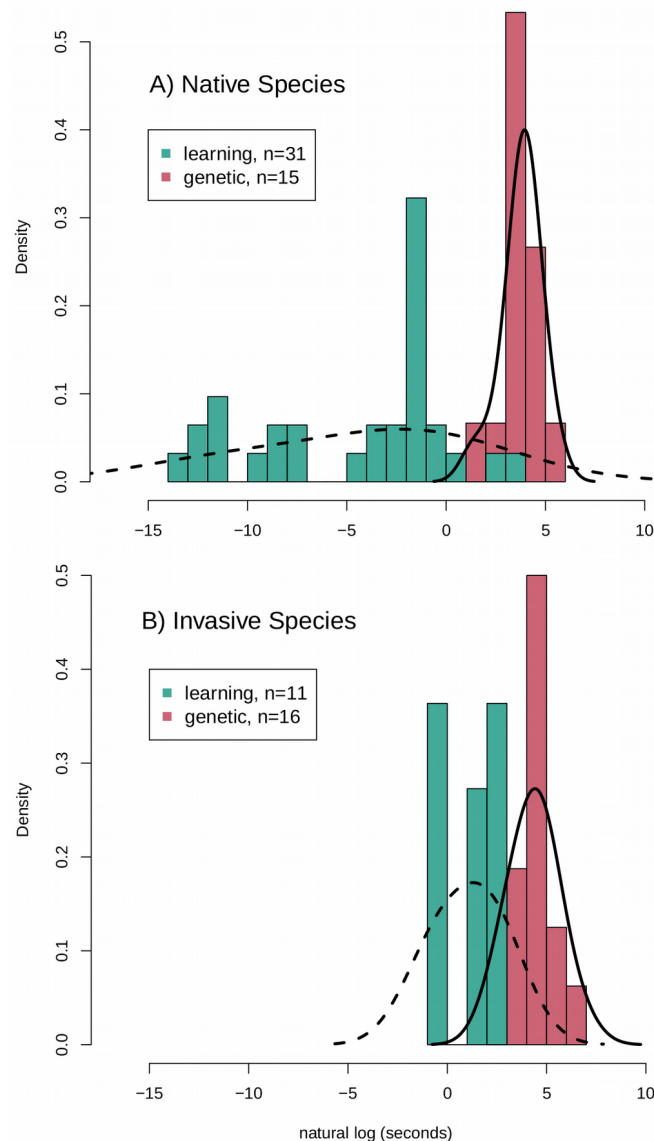 0.5
A) Native Species
0.4
learning, n=31
genetic, n=15
0.3
Density
0.2
0.1
0.0
−15 −10 −5 0 5 10
0.5
B) Invasive Species
0.4
learning, n=11
genetic, n=16
0.3
Density
0.2
0.1
0.0
−15 −10 −5 0 5 10
natural log (seconds)